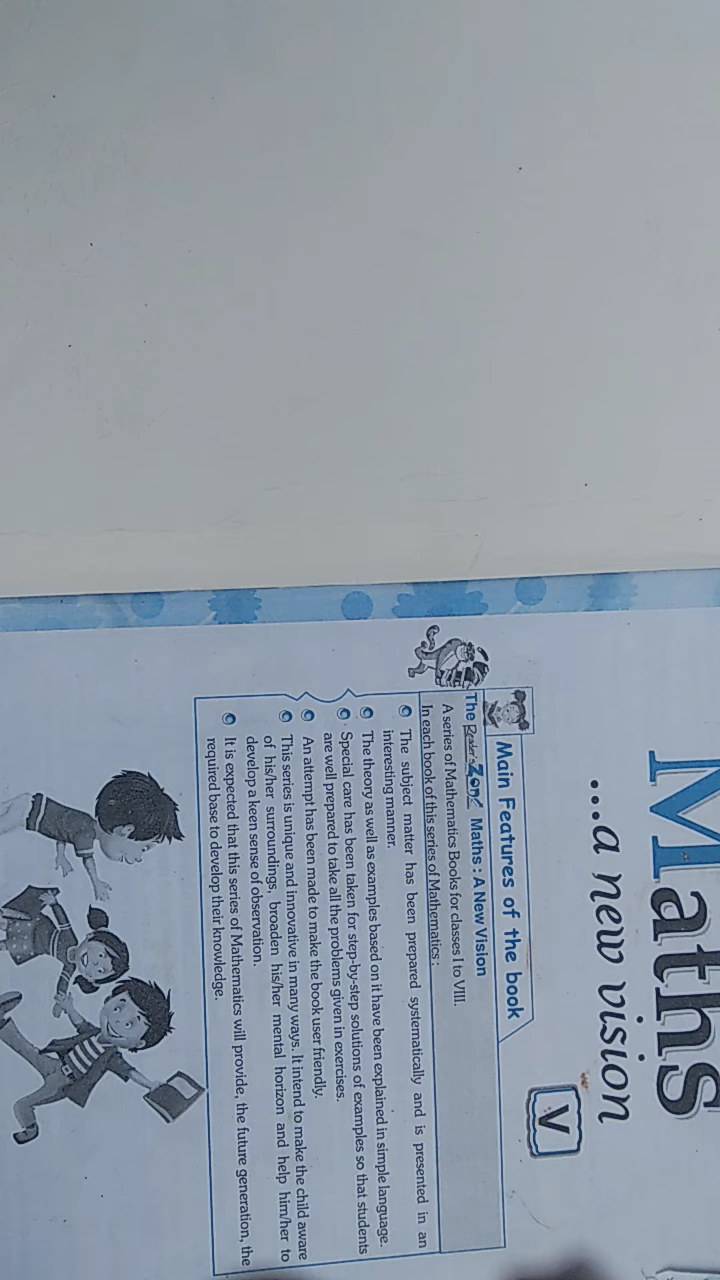 Maths
...a new vision
V
Main Features of the book
The Reader's Zone Maths : A New Vision
A series of Mathematics Books for classes I to VIII.
In each book of this series of Mathematics :
The subject matter has been prepared systematically and is presented in an
interesting manner.
The theory as well as examples based on it have been explained in simple language.
Special care has been taken for step-by-step solutions of examples so that students
are well prepared to take all the problems given in exercises.
An attempt has been made to make the book user friendly.
This series is unique and innovative in many ways. It intend to make the child aware
of his/her surroundings, broaden his/her mental horizon and help him/her to
develop a keen sense of observation.
It is expected that this series of Mathematics will provide, the future generation, the
required base to develop their knowledge.